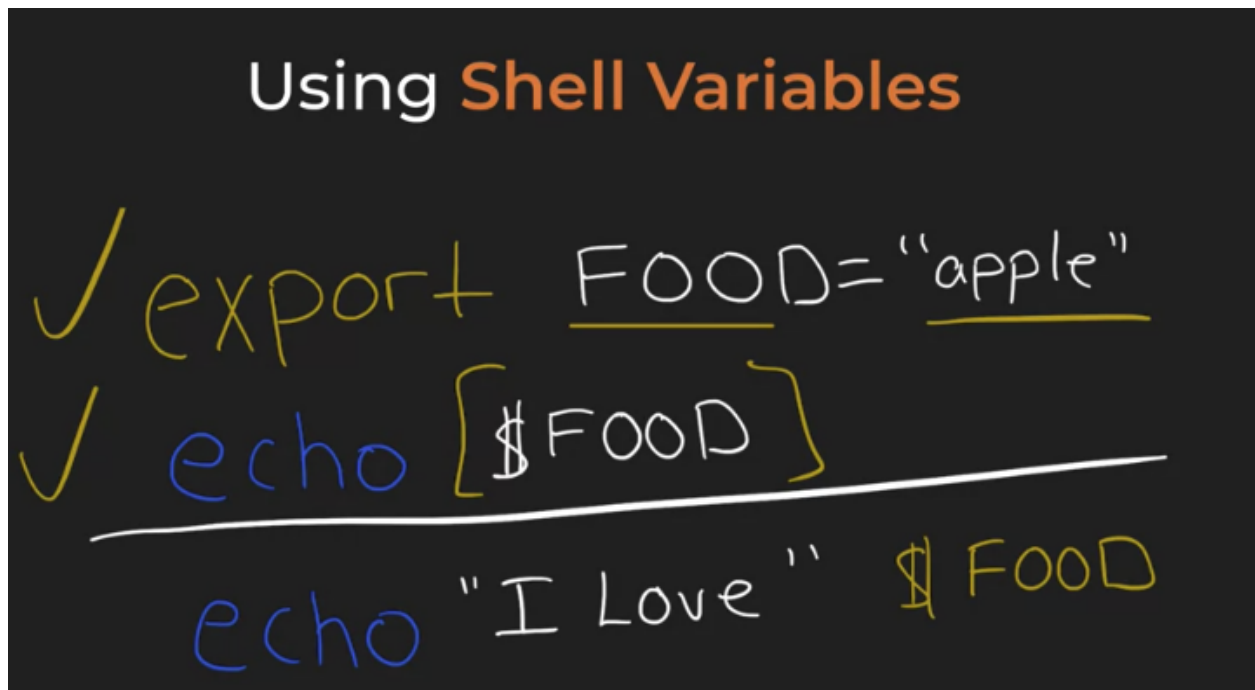 Using Shell Variables
export FOOD="apple"
echo [$FOOD]
echo "I Love" $FOOD